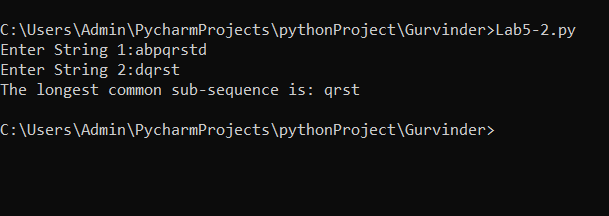 C:\Users\Admin\PycharmProjects\pythonProject\Gurvinder>Lab5-2.py
Enter String 1:abpqrstd
Enter String 2:dqrst
The longest common sub-sequence is: qrst
C:\Users\Admin\PycharmProjects\pythonProject\Gurvinder>